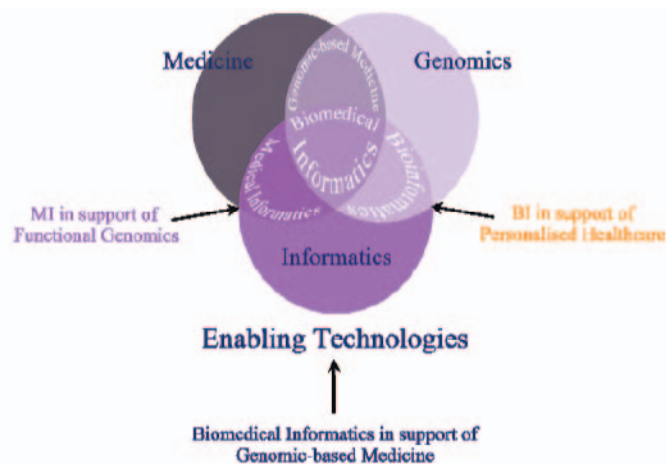 Medicine
Genomics
Genomic-based Medicine
Biomedical
Informatics
Medical Informatics
Bioinformatics
MI in support of
Functional Genomics
BI in support of
Personalised Healthcare
Informatics
Enabling Technologies
Biomedical Informatics in support of
Genomic-based Medicine